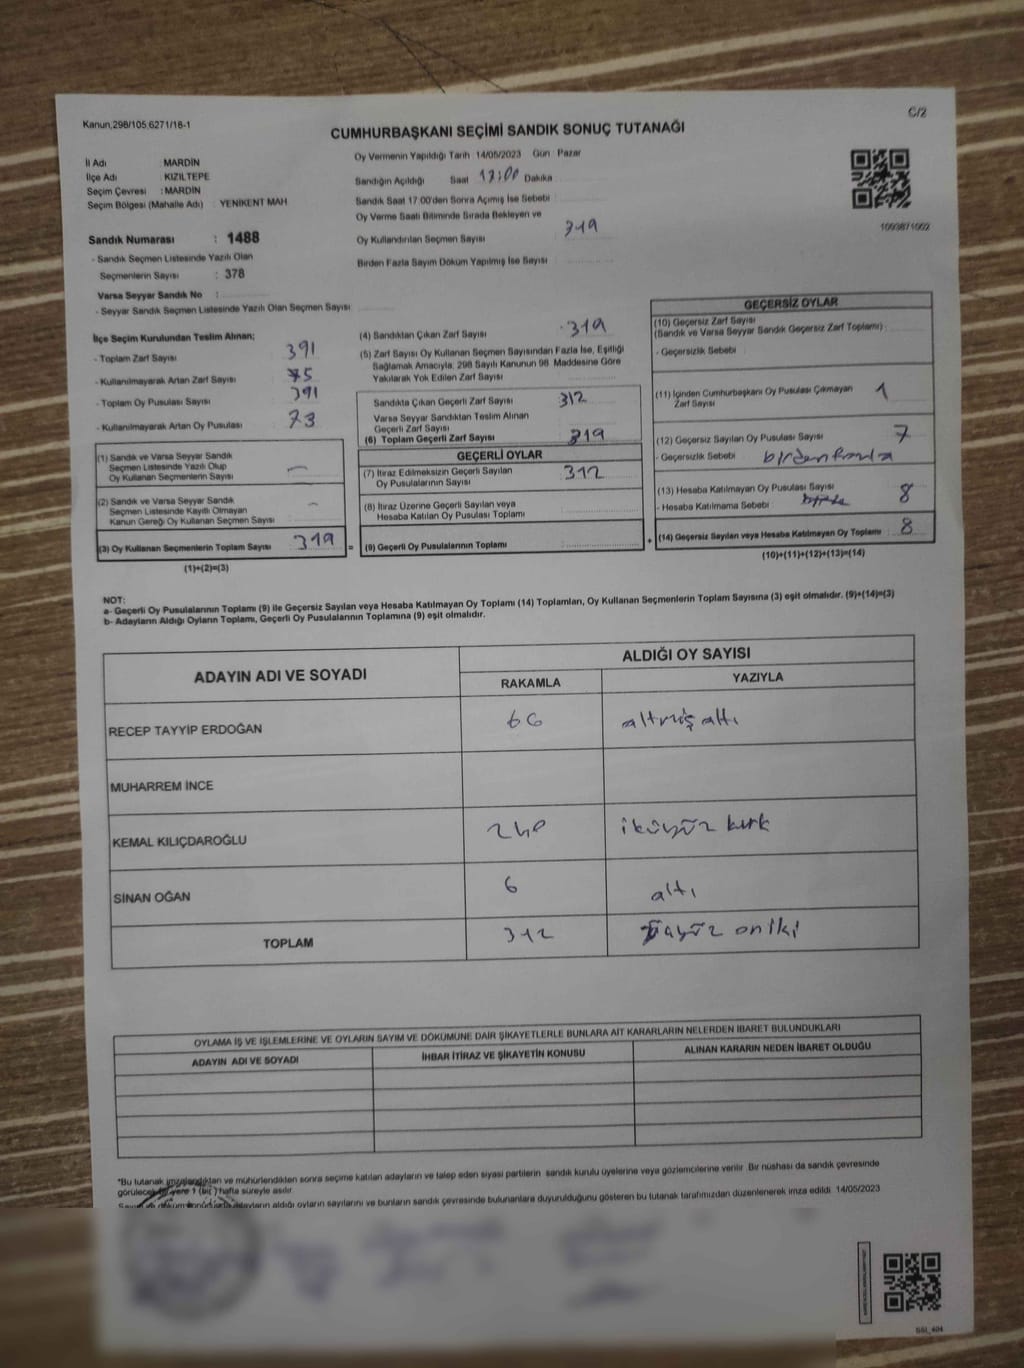 Kanun,298/105,6271/18-1
C/2
CUMHURBAŞKANI SEÇİMİ SANDIK SONUÇ TUTANAĞI
İl Adı : MARDİN
İlçe Adı : KIZILTEPE
Seçim Çevresi : MARDİN
Seçim Bölgesi (Mahalle Adı) : YENİKENT MAH
Oy Vermenin Yapıldığı Tarih : 14/05/2023 Gün : Pazar
Sandığın Açıldığı Saat 17:00 Dakika
Sandık Saat 17.00'den Sonra Açımış İse Sebebi :
Oy Verme Saati Bitiminde Sırada Bekleyen ve
Oy Kullandırılan Seçmen Sayısı 319
Birden Fazla Sayım Döküm Yapılmış İse Sayısı
1093871002
Sandık Numarası : 1488
- Sandık Seçmen Listesinde Yazılı Olan
Seçmenlerin Sayısı : 378
Varsa Seyyar Sandık No :
- Seyyar Sandık Seçmen Listesinde Yazılı Olan Seçmen Sayısı
İlçe Seçim Kurulundan Teslim Alınan;
- Toplam Zarf Sayısı 391
- Kullanılmayarak Artan Zarf Sayısı 75
- Toplam Oy Pusulası Sayısı 391
- Kullanılmayarak Artan Oy Pusulası 73
(1) Sandık ve Varsa Seyyar Sandık
Seçmen Listesinde Yazılı Olup
Oy Kullanan Seçmenlerin Sayısı
(2) Sandık ve Varsa Seyyar Sandık
Seçmen Listesinde Kayıtlı Olmayan
Kanun Gereği Oy Kullanan Seçmen Sayısı
(3) Oy Kullanan Seçmenlerin Toplam Sayısı 319
(1)+(2)=(3)
(4) Sandıktan Çıkan Zarf Sayısı 319
(5) Zarf Sayısı Oy Kullanan Seçmen Sayısından Fazla İse, Eşitliği
Sağlamak Amacıyla, 298 Sayılı Kanunun 98. Maddesine Göre
Yakılarak Yok Edilen Zarf Sayısı
Sandıkta Çıkan Geçerli Zarf Sayısı 312
Varsa Seyyar Sandıktan Teslim Alınan
Geçerli Zarf Sayısı
(6) Toplam Geçerli Zarf Sayısı 319
GEÇERLİ OYLAR
(7) İtiraz Edilmeksizin Geçerli Sayılan
Oy Pusulalarının Sayısı 312
(8) İtiraz Üzerine Geçerli Sayılan veya
Hesaba Katılan Oy Pusulası Toplamı
= (9) Geçerli Oy Pusulalarının Toplamı
GEÇERSİZ OYLAR
(10) Geçersiz Zarf Sayısı
(Sandık ve Varsa Seyyar Sandık Geçersiz Zarf Toplamı)
- Geçersizlik Sebebi
(11) İçinden Cumhurbaşkanı Oy Pusulası Çıkmayan
Zarf Sayısı 1
(12) Geçersiz Sayılan Oy Pusulası Sayısı 7
- Geçersizlik Sebebi birden fazla
(13) Hesaba Katılmayan Oy Pusulası Sayısı 8
- Hesaba Katılmama Sebebi
+ (14) Geçersiz Sayılan veya Hesaba Katılmayan Oy Toplamı 8
(10)+(11)+(12)+(13)=(14)
NOT:
a- Geçerli Oy Pusulalarının Toplamı (9) ile Geçersiz Sayılan veya Hesaba Katılmayan Oy Toplamı (14) Toplamları, Oy Kullanan Seçmenlerin Toplam Sayısına (3) eşit olmalıdır. (9)+(14)=(3)
b- Adayların Aldığı Oyların Toplamı, Geçerli Oy Pusulalarının Toplamına (9) eşit olmalıdır.
ADAYIN ADI VE SOYADI
ALDIĞI OY SAYISI
RAKAMLA YAZIYLA
RECEP TAYYİP ERDOĞAN 66 altmış altı
MUHARREM İNCE
KEMAL KILIÇDAROĞLU 240 ikiyüz kırk
SİNAN OĞAN 6 altı
TOPLAM 312 üçyüz oniki
OYLAMA İŞ VE İŞLEMLERİNE VE OYLARIN SAYIM VE DÖKÜMÜNE DAİR ŞİKAYETLERLE BUNLARA AİT KARARLARIN NELERDEN İBARET BULUNDUKLARI
ADAYIN ADI VE SOYADI İHBAR İTİRAZ VE ŞİKAYETİN KONUSU ALINAN KARARIN NEDEN İBARET OLDUĞU
*Bu tutanak imzalandıktan ve mühürlendikten sonra seçime katılan adayların ve talep eden siyasi partilerin sandık kurulu üyelerine veya gözlemcilerine verilir. Bir nüshası da sandık çevresinde
görülecek bir yere 1 (bir) hafta süreyle asılır.
adayların aldığı oyların sayılarını ve bunların sandık çevresinde bulunanlara duyurulduğunu gösteren bu tutanak tarafımızdan düzenlenerek imza edildi. 14/05/2023